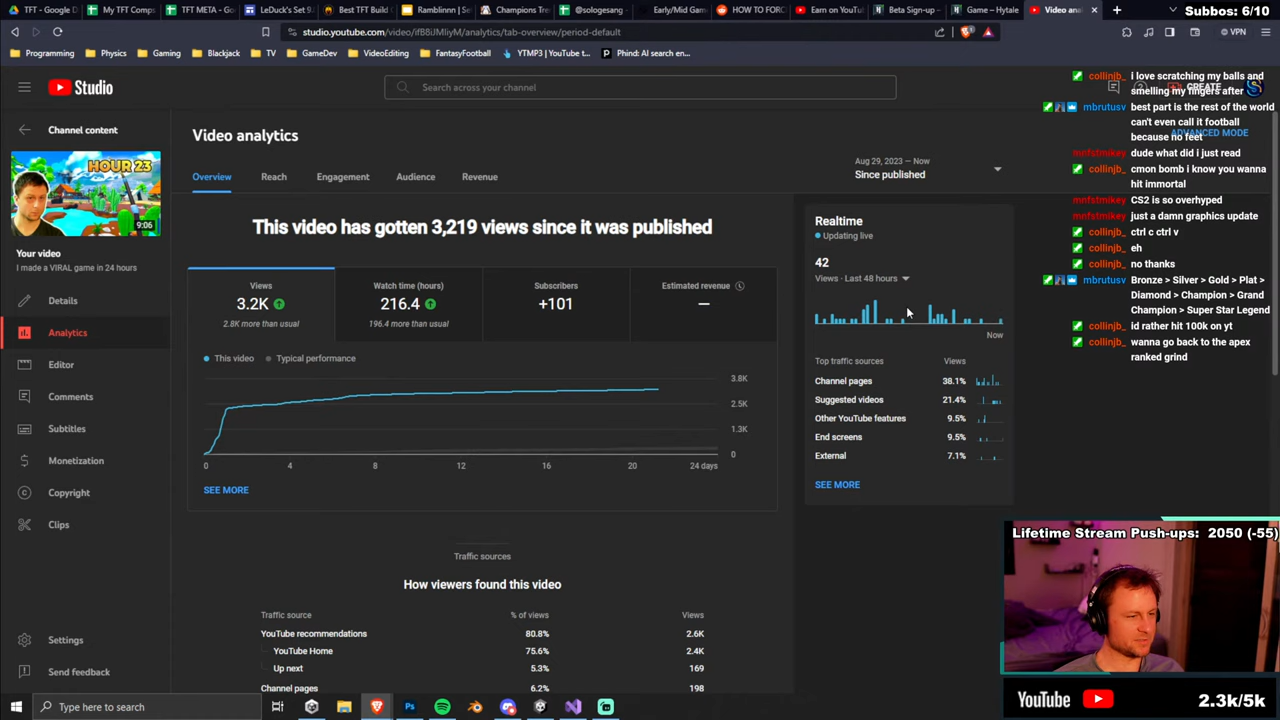 TFT - Google D
My TFT Comps
TFT META - Go
LeDuck's Set 9
Best TFT Build
Ramblinnn | Se
Champions Tre
#sologesang -
Early/Mid Gam
HOW TO FORC
Earn on YouTu
Beta Sign-up –
Game – Hytale
Video ana
Subbos: 6/10
studio.youtube.com/video/if88iJMIiyM/analytics/tab-overview/period-default
VPN
Programming
Physics
Gaming
Blackjack
TFT
GameDev
VideoEditing
FantasyFootball
YTMP3 | YouTube t...
Phind: AI search en...
Studio
Search across your channel
CREATE
Channel content
HOUR 23
9:06
Your video
I made a VIRAL game in 24 hours
Details
Analytics
Editor
Comments
Subtitles
Monetization
Copyright
Clips
Settings
Send feedback
Video analytics
ADVANCED MODE
Overview
Reach
Engagement
Audience
Revenue
Aug 29, 2023 — Now
Since published
This video has gotten 3,219 views since it was published
Views
3.2K
2.8K more than usual
Watch time (hours)
216.4
196.4 more than usual
Subscribers
+101
Estimated revenue
—
This video
Typical performance
3.8K
2.5K
1.3K
0
0
4
8
12
16
20
24 days
SEE MORE
Traffic sources
How viewers found this video
Traffic source
% of views
Views
YouTube recommendations
80.8%
2.6K
YouTube Home
75.6%
2.4K
Up next
5.3%
169
Channel pages
6.2%
198
Realtime
Updating live
42
Views · Last 48 hours
Now
Top traffic sources
Views
Channel pages
38.1%
Suggested videos
21.4%
Other YouTube features
9.5%
End screens
9.5%
External
7.1%
SEE MORE
collinjb_ i love scratching my balls and
smelling my fingers after
mbrutusv best part is the rest of the world
can't even call it football
because no feet
mnfstmikey dude what did i just read
collinjb_ cmon bomb i know you wanna
hit immortal
mnfstmikey CS2 is so overhyped
mnfstmikey just a damn graphics update
collinjb_ ctrl c ctrl v
collinjb_ eh
collinjb_ no thanks
mbrutusv Bronze > Silver > Gold > Plat >
Diamond > Champion > Grand
Champion > Super Star Legend
collinjb_ id rather hit 100k on yt
collinjb_ wanna go back to the apex
ranked grind
Lifetime Stream Push-ups: 2050 (-55)
YouTube
2.3k/5k
Type here to search
Ps